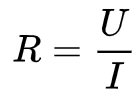 R = U / I